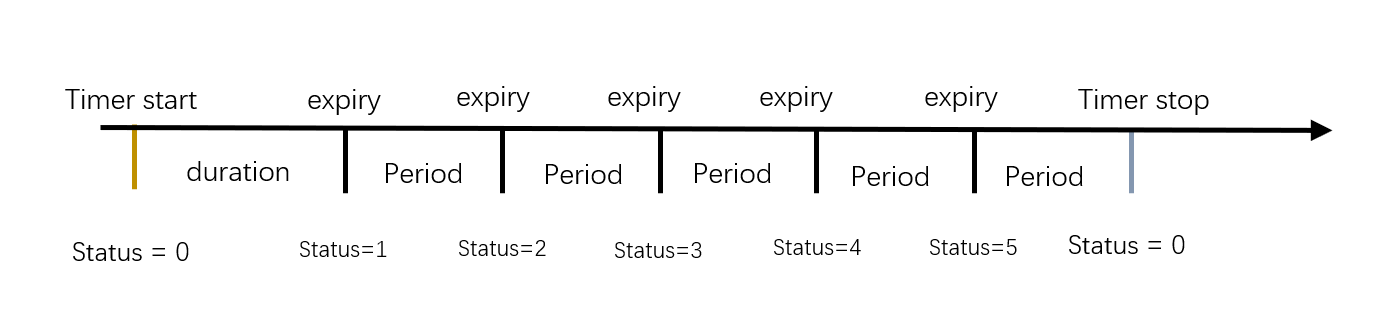 Timer start expiry expiry expiry expiry expiry Timer stop
duration Period Period Period Period Period
Status = 0 Status=1 Status=2 Status=3 Status=4 Status=5 Status = 0